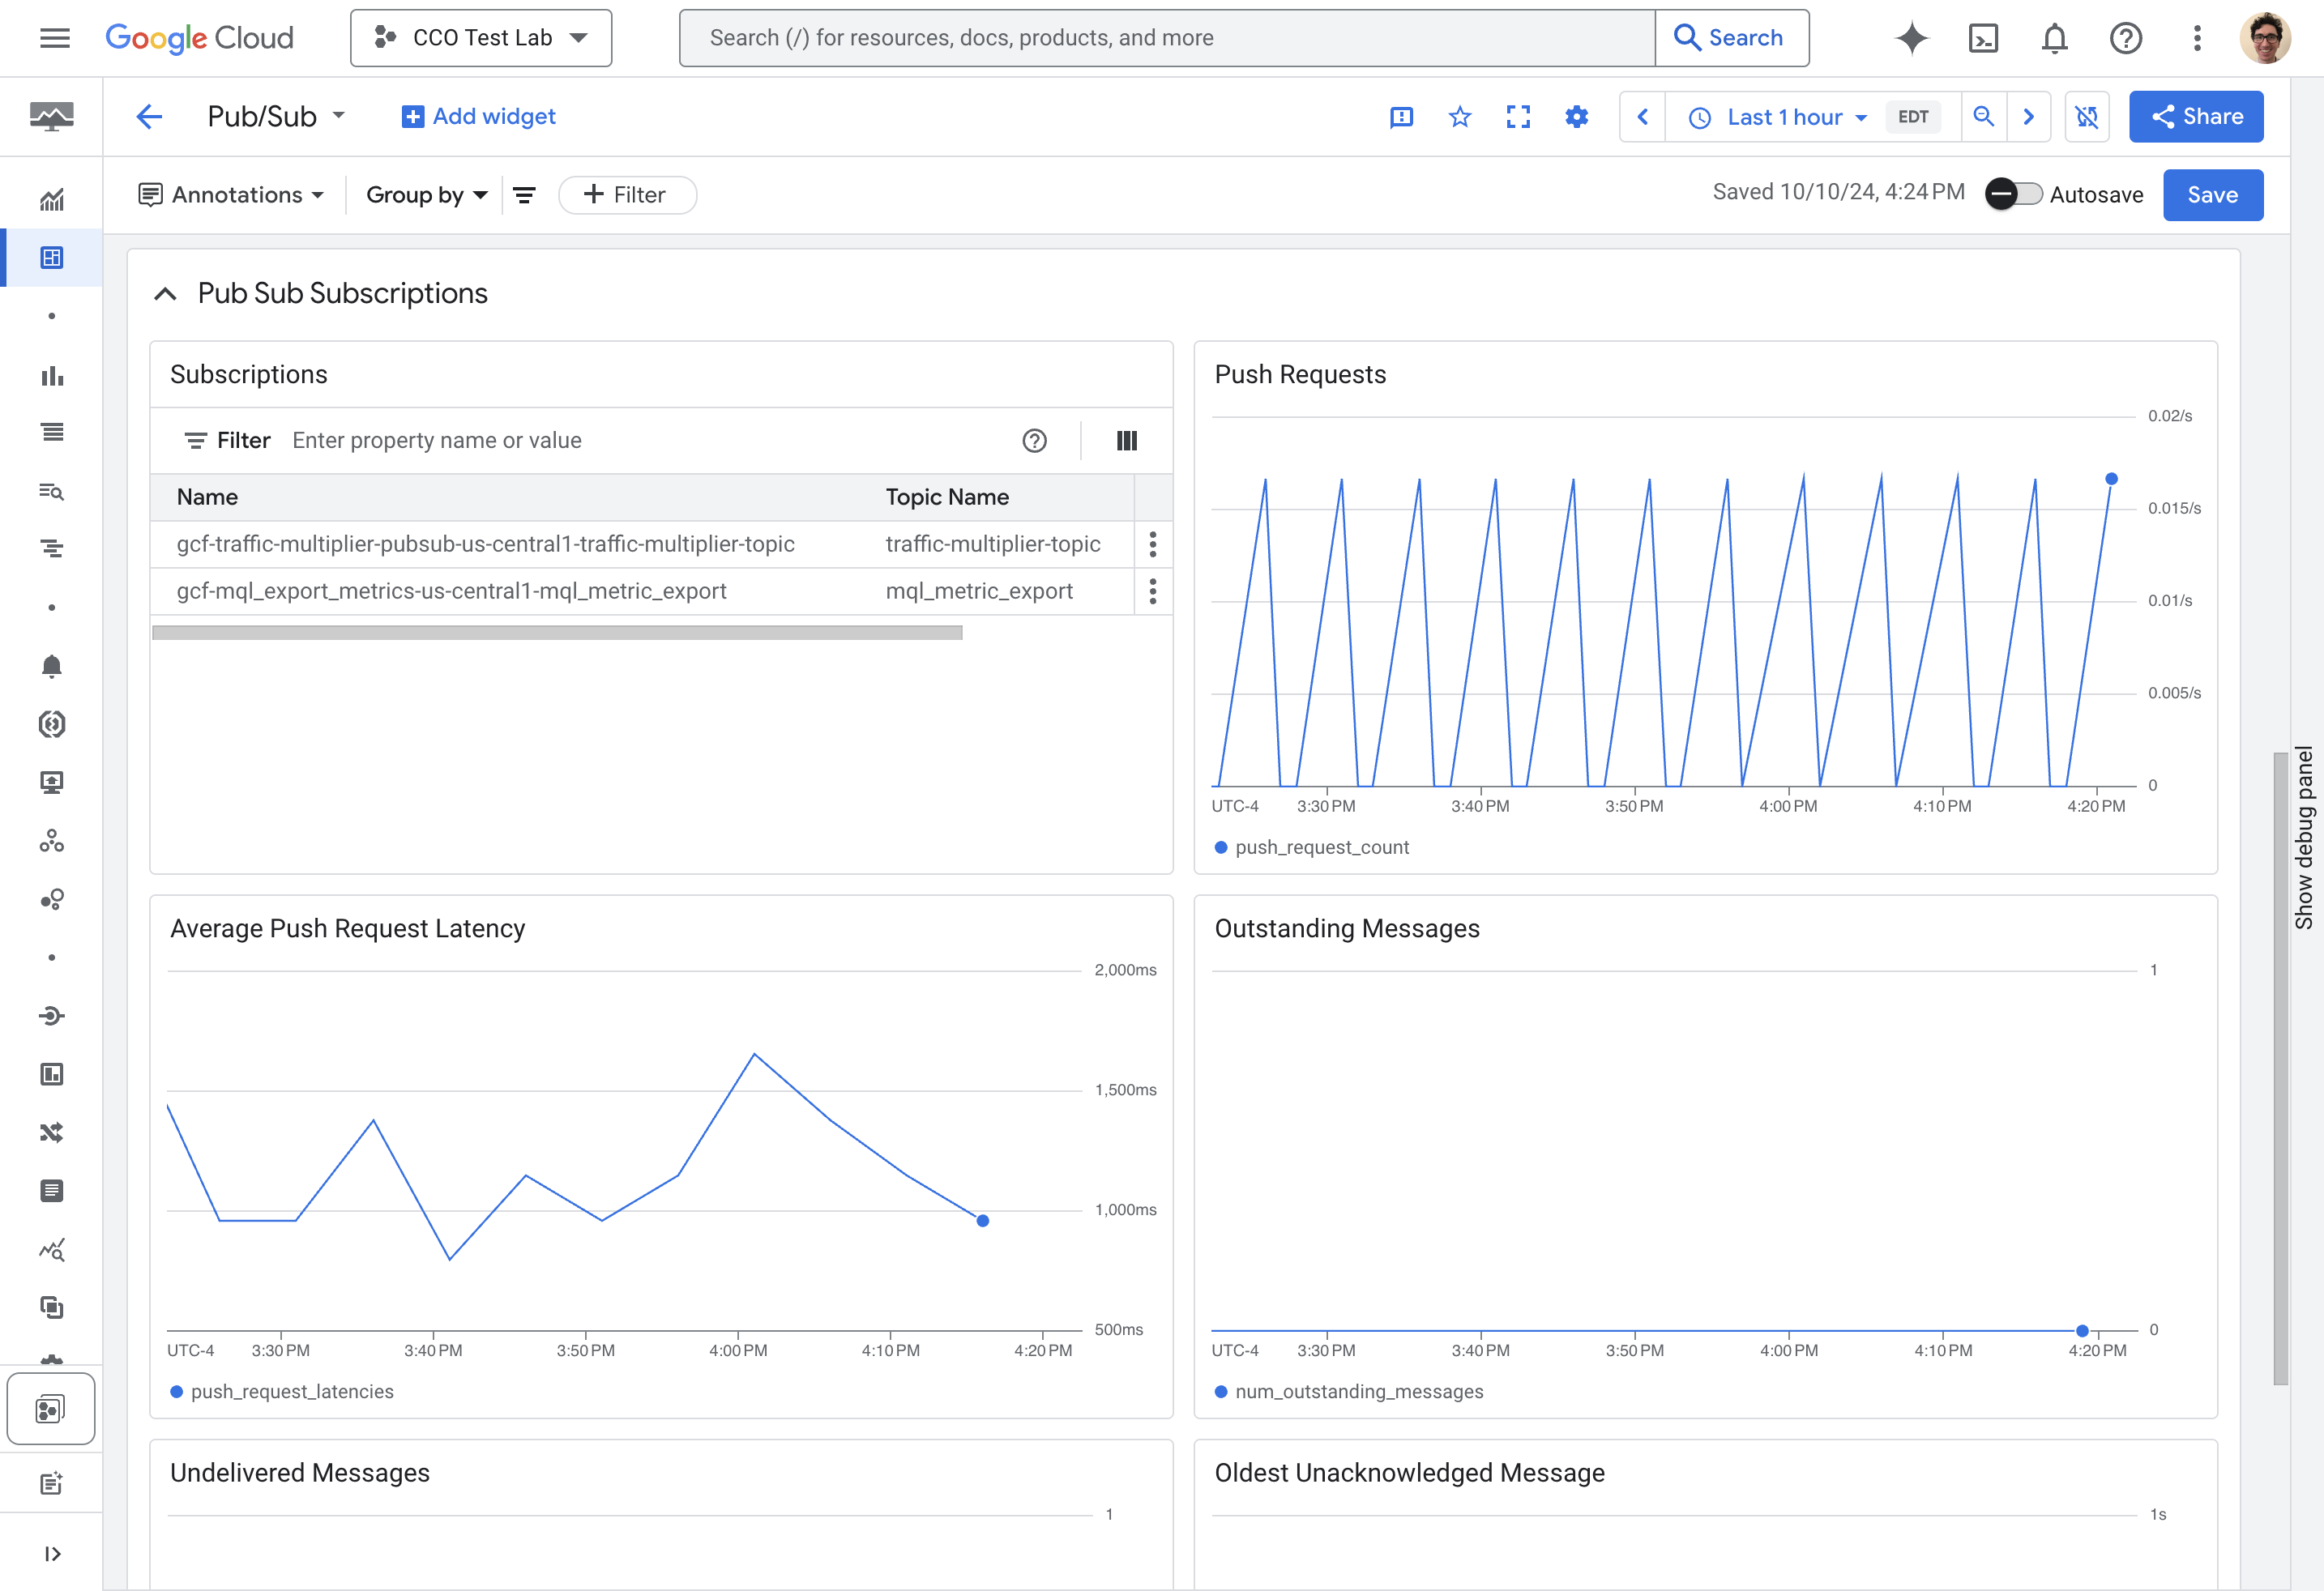 Google Cloud
CCO Test Lab
Search (/) for resources, docs, products, and more
Search
Pub/Sub
Add widget
Last 1 hour
EDT
Share
Annotations
Group by
Filter
Saved 10/10/24, 4:24 PM
Autosave
Save
Pub Sub Subscriptions
Subscriptions
Filter Enter property name or value
Name Topic Name
gcf-traffic-multiplier-pubsub-us-central1-traffic-multiplier-topic traffic-multiplier-topic
gcf-mql_export_metrics-us-central1-mql_metric_export mql_metric_export
Push Requests
0.02/s
0.015/s
0.01/s
0.005/s
0
UTC-4 3:30 PM 3:40 PM 3:50 PM 4:00 PM 4:10 PM 4:20 PM
push_request_count
Average Push Request Latency
2,000ms
1,500ms
1,000ms
500ms
UTC-4 3:30 PM 3:40 PM 3:50 PM 4:00 PM 4:10 PM 4:20 PM
push_request_latencies
Outstanding Messages
1
0
UTC-4 3:30 PM 3:40 PM 3:50 PM 4:00 PM 4:10 PM 4:20 PM
num_outstanding_messages
Undelivered Messages
1
Oldest Unacknowledged Message
1s
Show debug panel